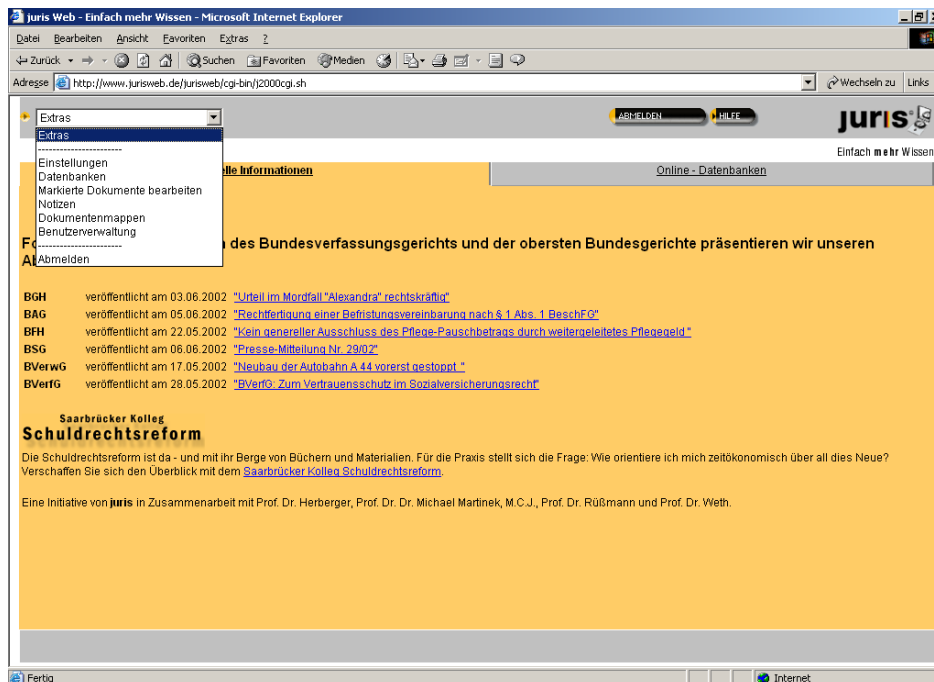 juris Web - Einfach mehr Wissen - Microsoft Internet Explorer
Datei Bearbeiten Ansicht Favoriten Extras ?
Zurück Suchen Favoriten Medien
Adresse http://www.jurisweb.de/jurisweb/cgi-bin/j2000cgi.sh Wechseln zu Links
Extras ABMELDEN HILFE juris
Extras
----------------------
Einfach mehr Wissen
Einstellungen
elle Informationen Online - Datenbanken
Datenbanken
Markierte Dokumente bearbeiten
Notizen
Dokumentenmappen
Benutzerverwaltung
----------------------
des Bundesverfassungsgerichts und der obersten Bundesgerichte präsentieren wir unseren
Abmelden
BGH veröffentlicht am 03.06.2002 "Urteil im Mordfall "Alexandra" rechtskräftig"
BAG veröffentlicht am 05.06.2002 "Rechtfertigung einer Befristungsvereinbarung nach § 1 Abs. 1 BeschFG"
BFH veröffentlicht am 22.05.2002 "Kein genereller Ausschluss des Pflege-Pauschbetrags durch weitergeleitetes Pflegegeld "
BSG veröffentlicht am 06.06.2002 "Presse-Mitteilung Nr. 29/02"
BVerwG veröffentlicht am 17.05.2002 "Neubau der Autobahn A 44 vorerst gestoppt "
BVerfG veröffentlicht am 28.05.2002 "BVerfG: Zum Vertrauensschutz im Sozialversicherungsrecht"
Saarbrücker Kolleg
Schuldrechtsreform
Die Schuldrechtsreform ist da - und mit ihr Berge von Büchern und Materialien. Für die Praxis stellt sich die Frage: Wie orientiere ich mich zeitökonomisch über all dies Neue?
Verschaffen Sie sich den Überblick mit dem Saarbrücker Kolleg Schuldrechtsreform.
Eine Initiative von juris in Zusammenarbeit mit Prof. Dr. Herberger, Prof. Dr. Dr. Michael Martinek, M.C.J., Prof. Dr. Rüßmann und Prof. Dr. Weth.
Fertig Internet